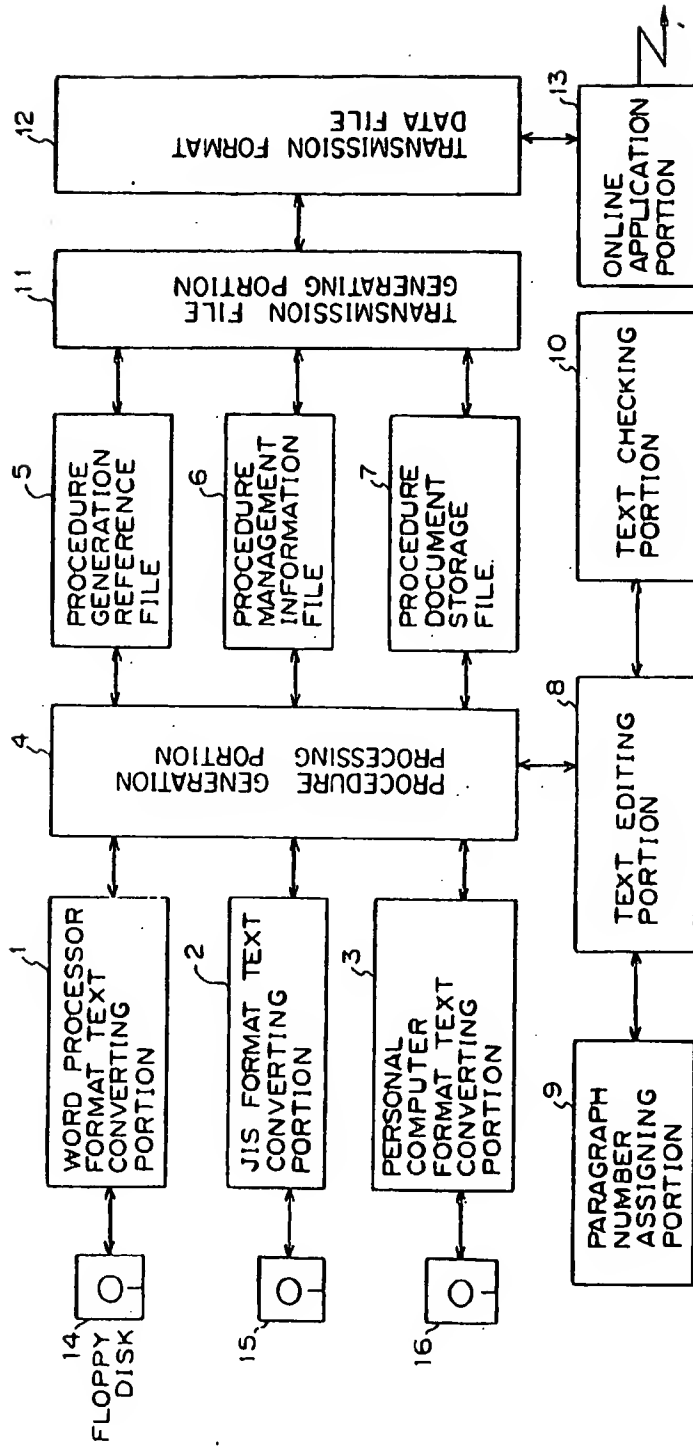 14
FLOPPY
DISK
15
16
1
WORD PROCESSOR
FORMAT TEXT
CONVERTING
PORTION
2
JIS FORMAT TEXT
CONVERTING
PORTION
3
PERSONAL
COMPUTER
FORMAT TEXT
CONVERTING
PORTION
4
PROCEDURE
GENERATION
PROCESSING
PORTION
5
PROCEDURE
GENERATION
REFERENCE
FILE
6
PROCEDURE
MANAGEMENT
INFORMATION
FILE
7
PROCEDURE
DOCUMENT
STORAGE
FILE.
11
TRANSMISSION FILE
GENERATING PORTION
12
TRANSMISSION FORMAT
DATA FILE
9
PARAGRAPH
NUMBER
ASSIGNING
PORTION
8
TEXT EDITING
PORTION
10
TEXT CHECKING
PORTION
13
ONLINE
APPLICATION
PORTION